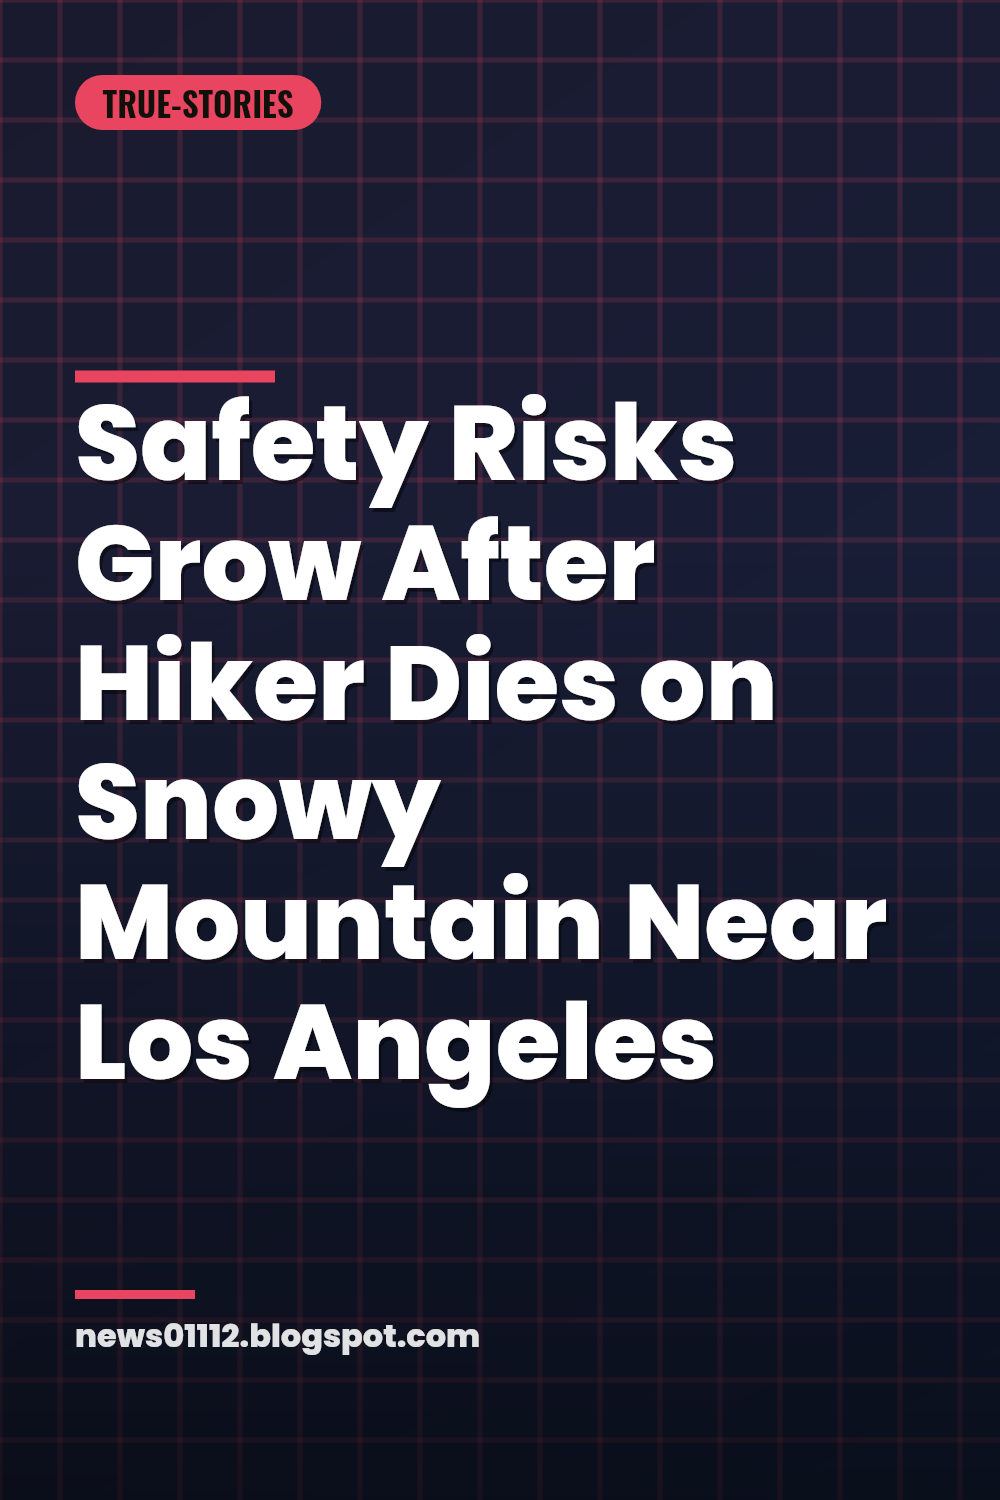 TRUE-STORIES
Safety Risks
Grow After
Hiker Dies on
Snowy
Mountain Near
Los Angeles
news01112.blogspot.com